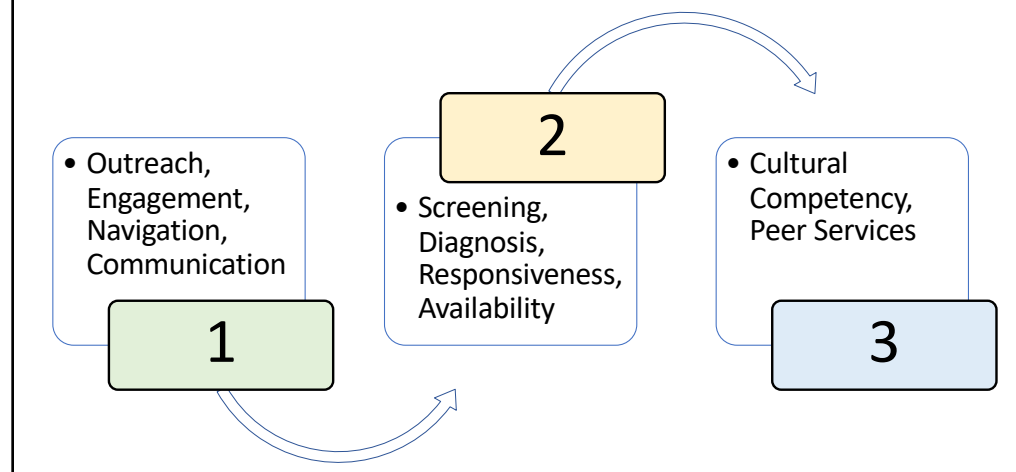 • Outreach,
Engagement,
Navigation,
Communication
1
2
• Screening,
Diagnosis,
Responsiveness,
Availability
• Cultural
Competency,
Peer Services
3